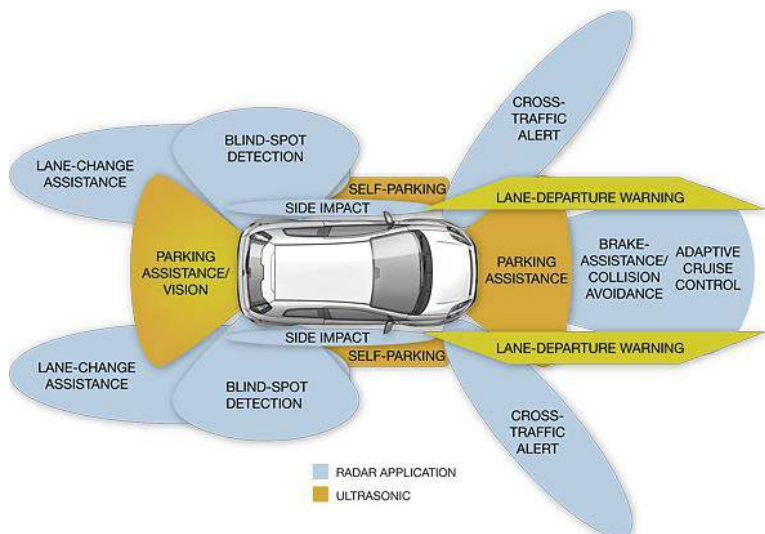 CROSS-
TRAFFIC
ALERT
BLIND-SPOT
DETECTION
LANE-CHANGE
ASSISTANCE
SELF-PARKING
LANE-DEPARTURE WARNING
SIDE IMPACT
PARKING
ASSISTANCE/
VISION
PARKING
ASSISTANCE
BRAKE-
ASSISTANCE/
COLLISION
AVOIDANCE
ADAPTIVE
CRUISE
CONTROL
SIDE IMPACT
SELF-PARKING
LANE-DEPARTURE WARNING
LANE-CHANGE
ASSISTANCE
BLIND-SPOT
DETECTION
CROSS-
TRAFFIC
ALERT
RADAR APPLICATION
ULTRASONIC